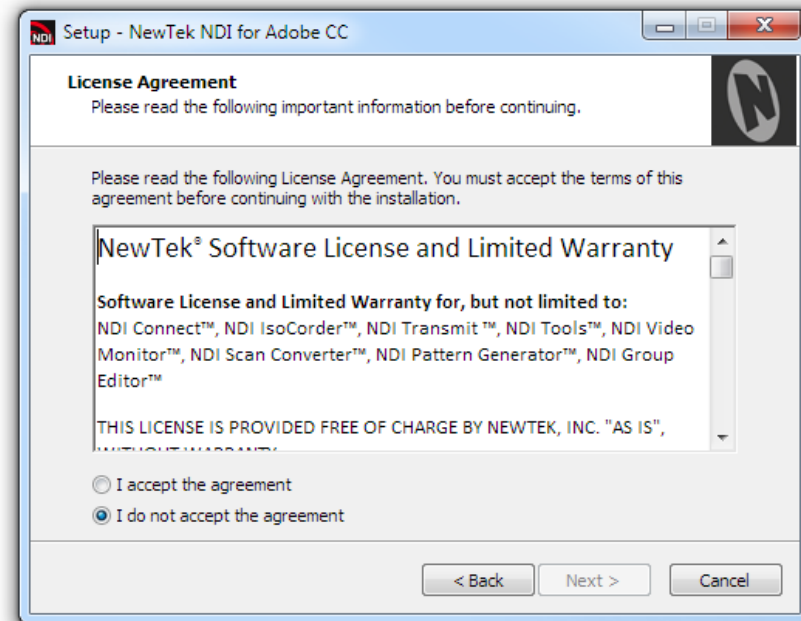 NDI
Setup - NewTek NDI for Adobe CC
License Agreement
Please read the following important information before continuing.
N
Please read the following License Agreement. You must accept the terms of this
agreement before continuing with the installation.
NewTek® Software License and Limited Warranty
Software License and Limited Warranty for, but not limited to:
NDI Connect™, NDI IsoCorder™, NDI Transmit ™, NDI Tools™, NDI Video
Monitor™, NDI Scan Converter™, NDI Pattern Generator™, NDI Group
Editor™
THIS LICENSE IS PROVIDED FREE OF CHARGE BY NEWTEK, INC. "AS IS",
WITHOUT WARRANTY
I accept the agreement
I do not accept the agreement
< Back
Next >
Cancel